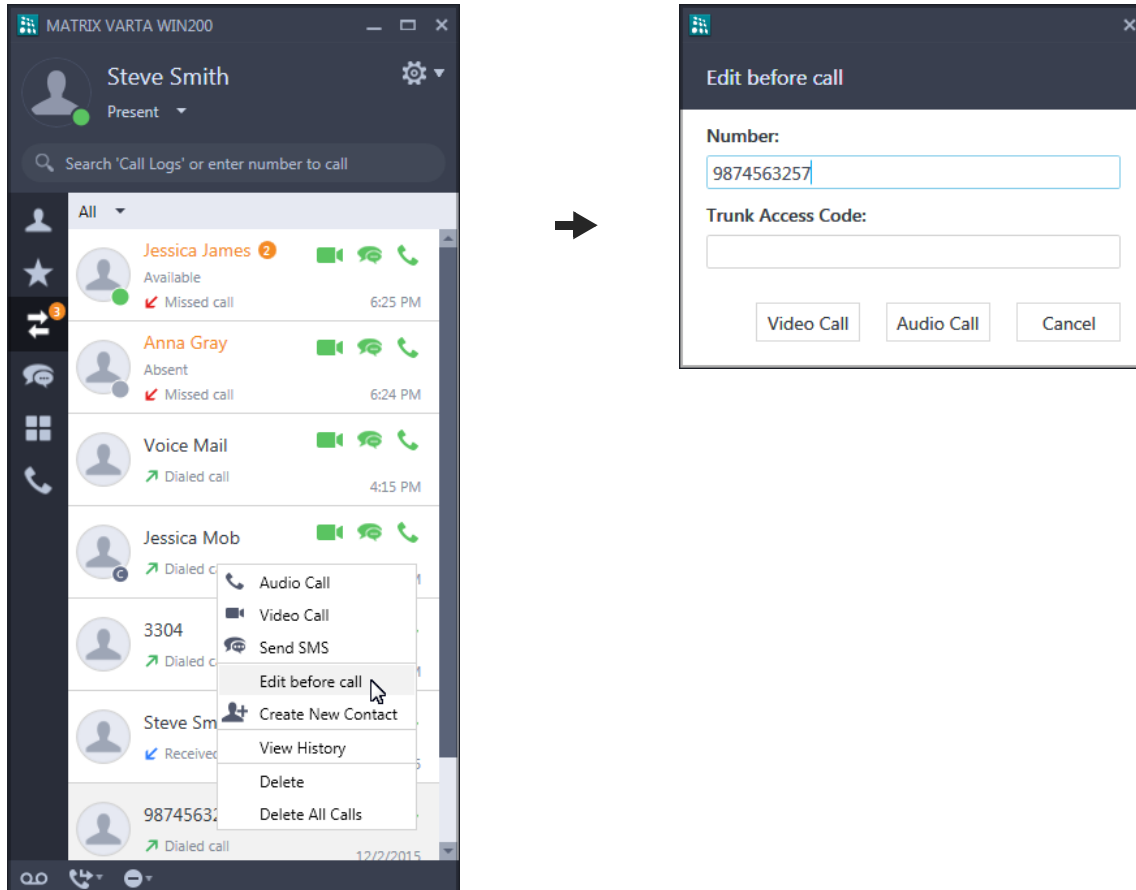 MATRIX VARTA WIN200
Steve Smith
Present
Search 'Call Logs' or enter number to call
All
Jessica James 2
Available
Missed call 6:25 PM
3
Anna Gray
Absent
Missed call 6:24 PM
Voice Mail
Dialed call
4:15 PM
Jessica Mob
C
Dialed c
3304
Dialed c
Steve Sm
Received
98745632
Dialed call
12/2/2015
Audio Call
Video Call
Send SMS
Edit before call
Create New Contact
View History
Delete
Delete All Calls
Edit before call
Number:
9874563257
Trunk Access Code:
Video Call Audio Call Cancel